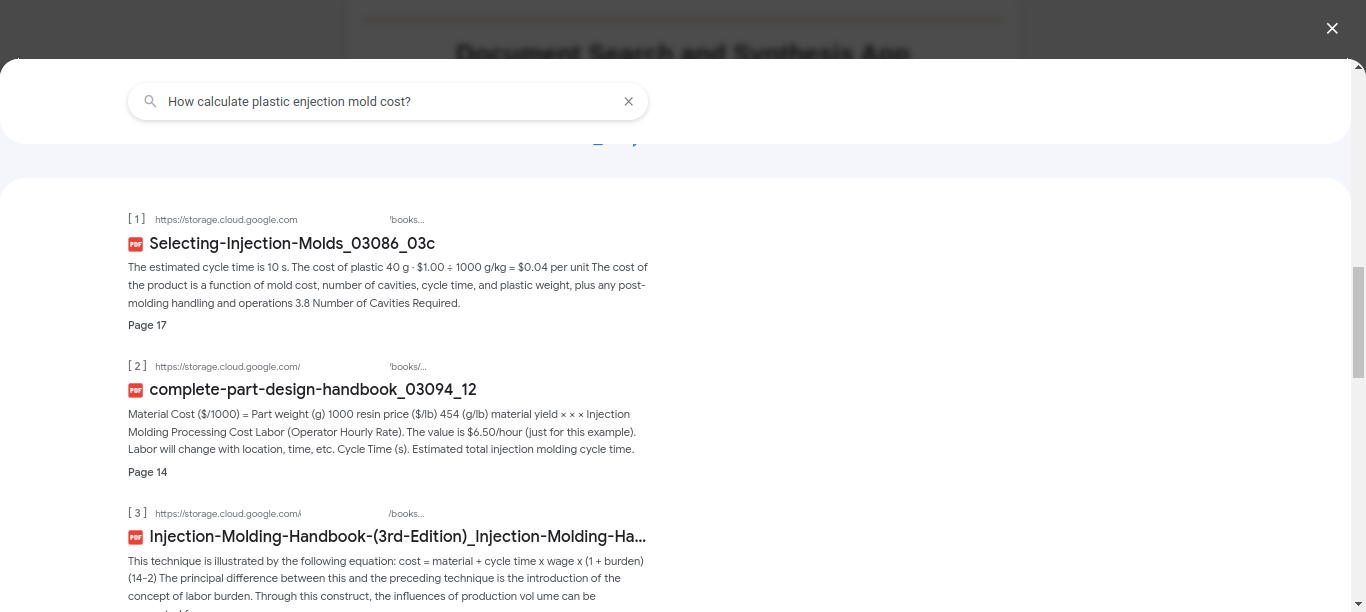 Document Search and Synthesis App
How calculate plastic enjection mold cost?
[ 1 ] https://storage.cloud.google.com /books...
PDF Selecting-Injection-Molds_03086_03c
The estimated cycle time is 10 s. The cost of plastic 40 g · $1.00 ÷ 1000 g/kg = $0.04 per unit The cost of
the product is a function of mold cost, number of cavities, cycle time, and plastic weight, plus any post-
molding handling and operations 3.8 Number of Cavities Required.
Page 17
[ 2 ] https://storage.cloud.google.com/ /books/...
PDF complete-part-design-handbook_03094_12
Material Cost ($/1000) = Part weight (g) 1000 resin price ($/lb) 454 (g/lb) material yield × × × Injection
Molding Processing Cost Labor (Operator Hourly Rate). The value is $6.50/hour (just for this example).
Labor will change with location, time, etc. Cycle Time (s). Estimated total injection molding cycle time.
Page 14
[ 3 ] https://storage.cloud.google.com/ /books...
PDF Injection-Molding-Handbook-(3rd-Edition)_Injection-Molding-Ha...
This technique is illustrated by the following equation: cost = material + cycle time x wage x (1 + burden)
(14-2) The principal difference between this and the preceding technique is the introduction of the
concept of labor burden. Through this construct, the influences of production vol ume can be